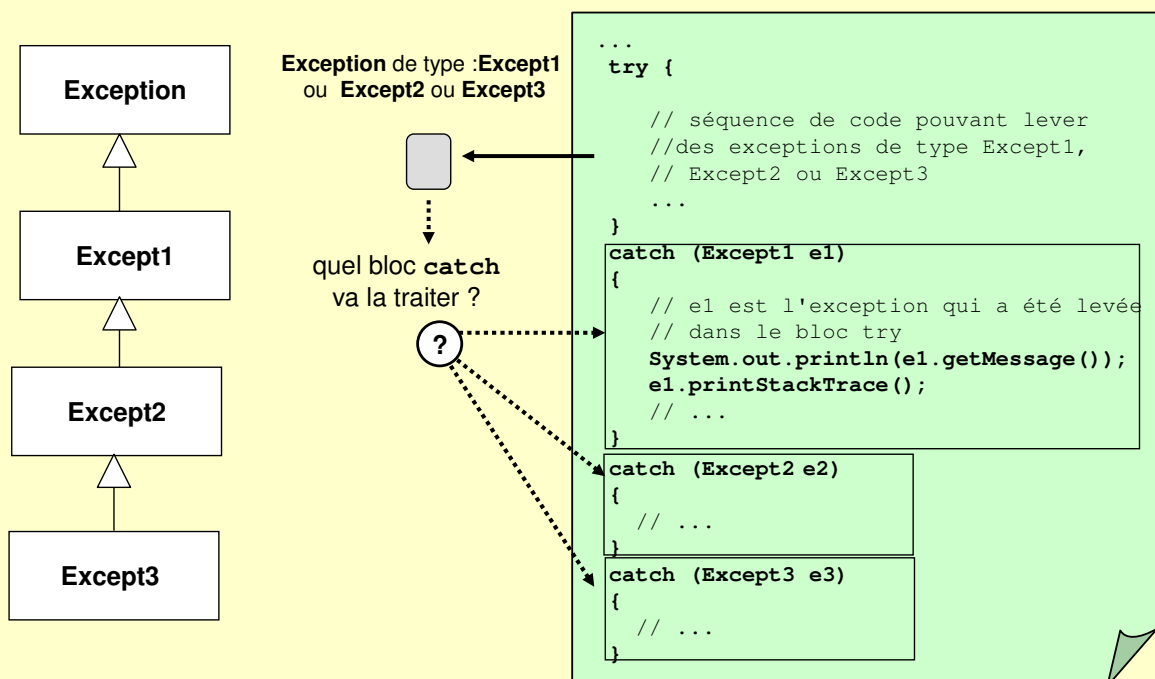 Exception
Except1
Except2
Except3
Exception de type :Except1
ou Except2 ou Except3
quel bloc catch
va la traiter ?
?
...
try {
// séquence de code pouvant lever
//des exceptions de type Except1,
// Except2 ou Except3
...
}
catch (Except1 e1)
{
// e1 est l'exception qui a été levée
// dans le bloc try
System.out.println(e1.getMessage());
e1.printStackTrace();
// ...
}
catch (Except2 e2)
{
// ...
}
catch (Except3 e3)
{
// ...
}